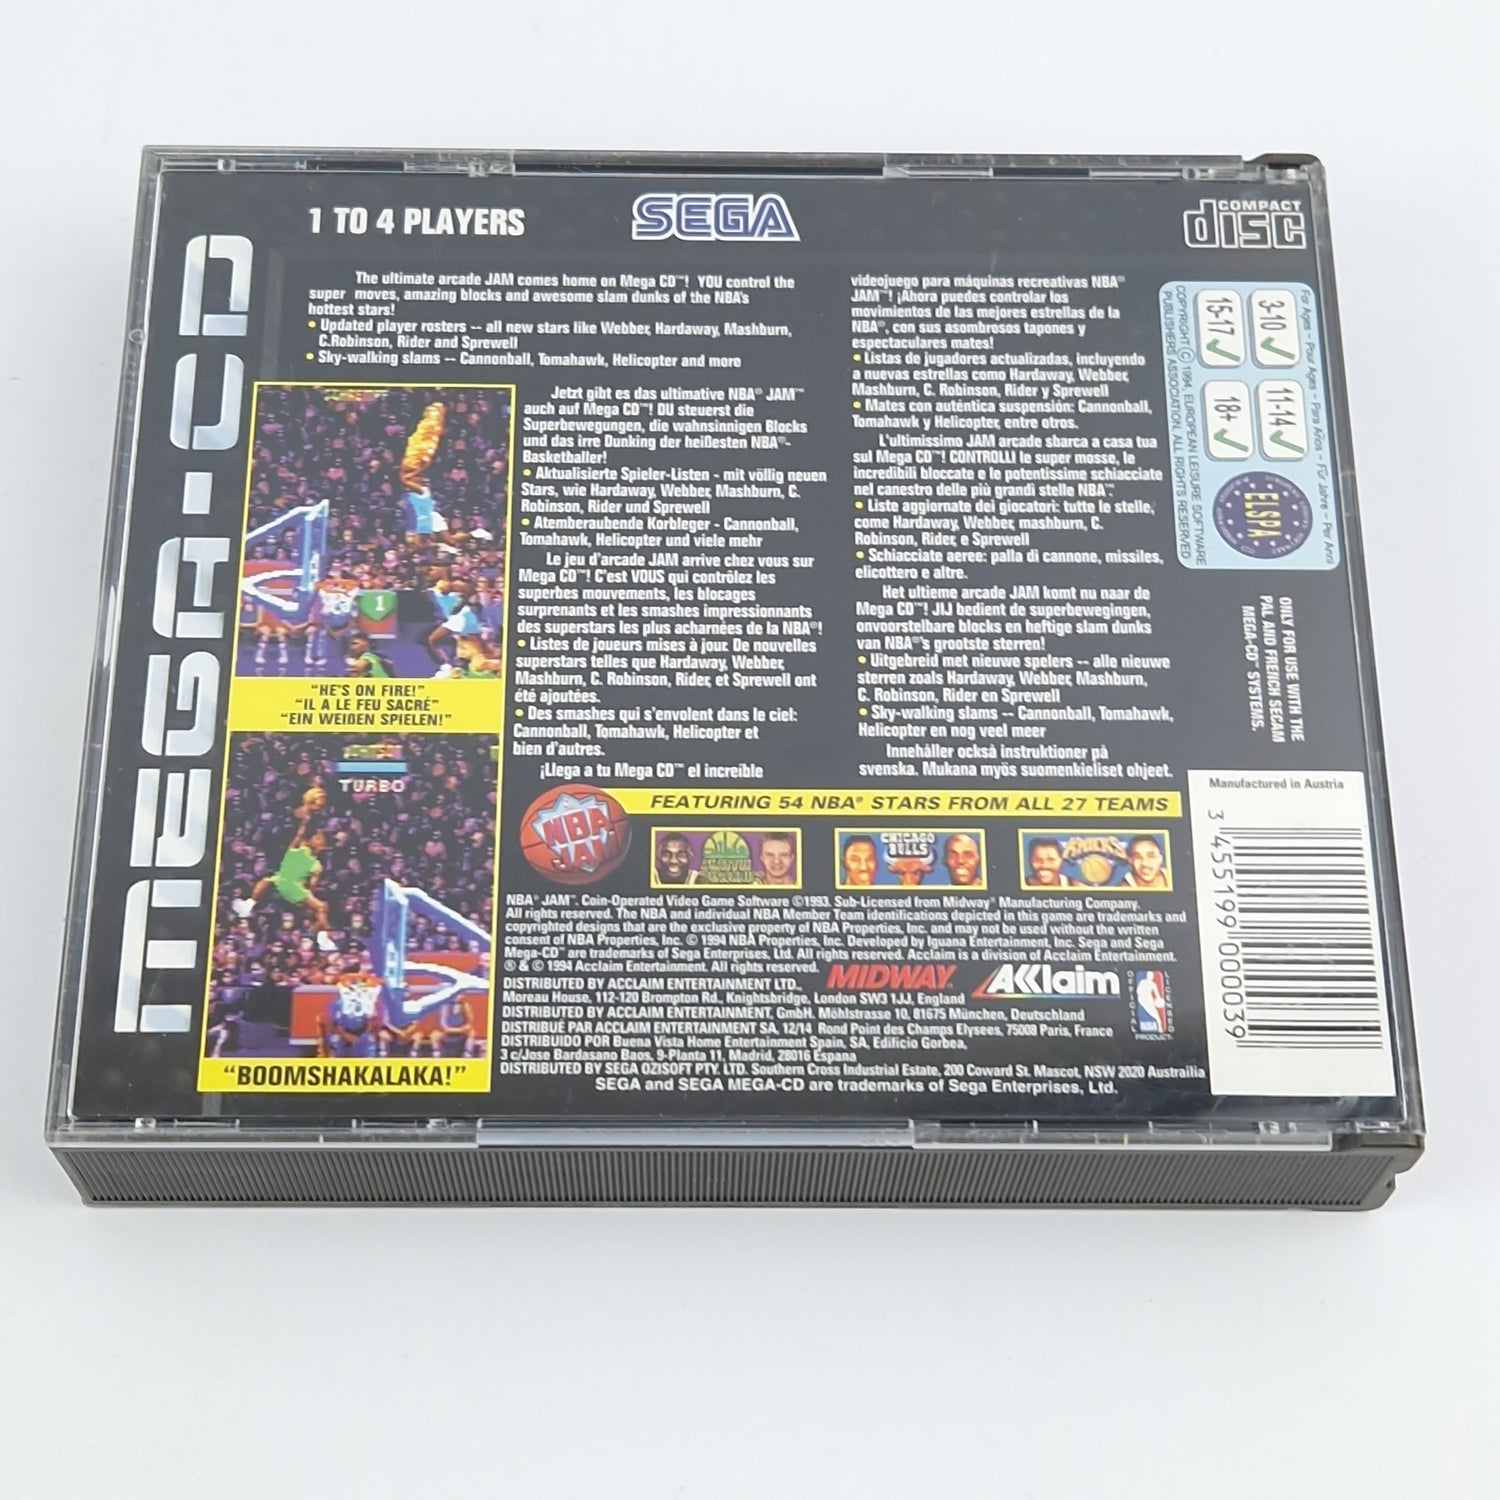 1 TO 4 PLAYERS
SEGA
COMPACT
disc
MEGA-CD
The ultimate arcade JAM comes home on Mega CD™! YOU control the
super moves, amazing blocks and awesome slam dunks of the NBA's
hottest stars!
• Updated player rosters -- all new stars like Webber, Hardaway, Mashburn,
C.Robinson, Rider and Sprewell
• Sky-walking slams -- Cannonball, Tomahawk, Helicopter and more
Jetzt gibt es das ultimative NBA® JAM™
auch auf Mega CD™! DU steuerst die
Superbewegungen, die wahnsinnigen Blocks
und das irre Dunking der heißesten NBA®-
Basketballer!
• Aktualisierte Spieler-Listen - mit völlig neuen
Stars, wie Hardaway, Webber, Mashburn, C.
Robinson, Rider und Sprewell
• Atemberaubende Korbleger - Cannonball,
Tomahawk, Helicopter und viele mehr
Le jeu d'arcade JAM arrive chez vous sur
Mega CD™! C'est VOUS qui contrôlez les
superbes mouvements, les blocages
surprenants et les smashes impressionnants
des superstars les plus acharnées de la NBA®!
• Listes de joueurs mises à jour. De nouvelles
superstars telles que Hardaway, Webber,
Mashburn, C. Robinson, Rider, et Sprewell ont
été ajoutées.
• Des smashes qui s'envolent dans le ciel:
Cannonball, Tomahawk, Helicopter et
bien d'autres.
¡Llega a tu Mega CD™ el increíble
videojuego para máquinas recreativas NBA®
JAM™! ¡Ahora puedes controlar los
movimientos de las mejores estrellas de la
NBA®, con sus asombrosos tapones y
espectaculares mates!
• Listas de jugadores actualizadas, incluyendo
a nuevas estrellas como Hardaway, Webber,
Mashburn, C. Robinson, Rider y Sprewell
• Mates con auténtica suspensión: Cannonball,
Tomahawk y Helicopter, entre otros.
L'ultimissimo JAM arcade sbarca a casa tua
sul Mega CD™! CONTROLLI le super mosse, le
incredibili bloccate e le potentissime schiacciate
nel canestro delle più grandi stelle NBA™.
• Liste aggiornate dei giocatori: tutte le stelle,
come Hardaway, Webber, mashburn, C.
Robinson, Rider, e Sprewell
• Schiacciate aeree: palla di cannone, missiles,
elicottero e altre.
Het ultieme arcade JAM komt nu naar de
Mega CD™! JIJ bedient de superbewegingen,
onvoorstelbare blocks en heftige slam dunks
van NBA®'s grootste sterren!
• Uitgebreid met nieuwe spelers -- alle nieuwe
sterren zoals Hardaway, Webber, Mashburn,
C. Robinson, Rider en Sprewell
• Sky-walking slams -- Cannonball, Tomahawk,
Helicopter en nog veel meer
Innehåller också instruktioner på
svenska. Mukana myös suomenkieliset ohjeet.
1
"HE'S ON FIRE!"
"IL A LE FEU SACRÉ"
"EIN WEIßEN SPIELEN!"
TURBO
"BOOMSHAKALAKA!"
For Ages – Pour Ages – Para Años – Für Jahre – Per Anni
3-10
11-14
15-17
18+
ELSPA
COPYRIGHT © 1994, EUROPEAN LEISURE SOFTWARE
PUBLISHERS ASSOCIATION. ALL RIGHTS RESERVED
ONLY FOR USE WITH THE
PAL AND FRENCH SECAM
MEGA-CD™ SYSTEMS.
NBA
JAM
FEATURING 54 NBA® STARS FROM ALL 27 TEAMS
CHICAGO
BULLS
KNICKS
NBA® JAM™. Coin-Operated Video Game Software ©1993. Sub-Licensed from Midway® Manufacturing Company.
All rights reserved. The NBA and individual NBA Member Team identifications depicted in this game are trademarks and
copyrighted designs that are the exclusive property of NBA Properties, Inc. and may not be used without the written
consent of NBA Properties, Inc. © 1994 NBA Properties, Inc. Developed by Iguana Entertainment, Inc. Sega and Sega
Mega-CD™ are trademarks of Sega Enterprises, Ltd. All rights reserved. Acclaim is a division of Acclaim Entertainment.
® & © 1994 Acclaim Entertainment. All rights reserved.
MIDWAY
AKKlaim
OFFICIAL
LICENSED
NBA
PRODUCT
DISTRIBUTED BY ACCLAIM ENTERTAINMENT LTD.,
Moreau House, 112-120 Brompton Rd., Knightsbridge, London SW3 1JJ, England
DISTRIBUTED BY ACCLAIM ENTERTAINMENT, GmbH. Möhlstrasse 10, 81675 München, Deutschland
DISTRIBUÉ PAR ACCLAIM ENTERTAINMENT SA, 12/14 Rond Point des Champs Elysees, 75008 Paris, France
DISTRIBUIDO POR Buena Vista Home Entertainment Spain, SA, Edificio Gorbea,
3 c/Jose Bardasano Baos, 9-Planta 11, Madrid, 28016 Espana
DISTRIBUTED BY SEGA OZISOFT PTY. LTD. Southern Cross Industrial Estate, 200 Coward St. Mascot, NSW 2020 Australia
SEGA and SEGA MEGA-CD are trademarks of Sega Enterprises, Ltd.
Manufactured in Austria
3 455199 000039